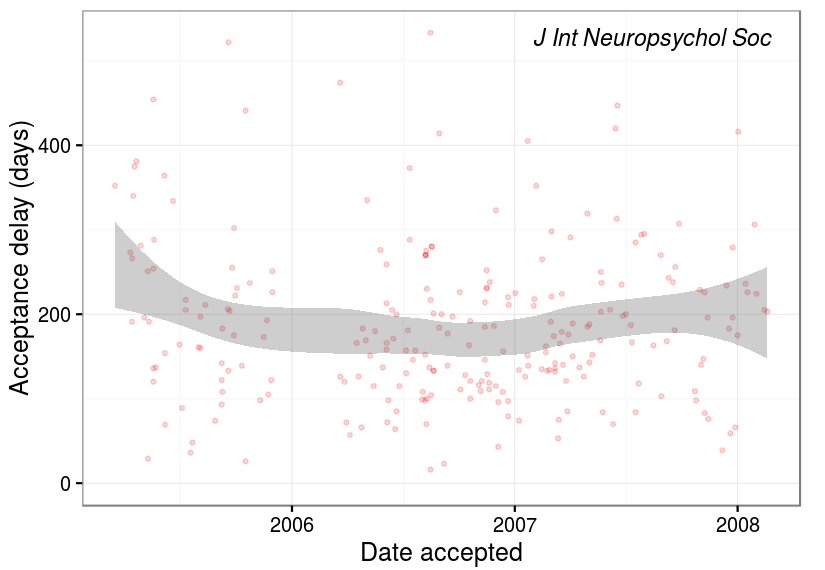 J Int Neuropsychol Soc
Acceptance delay (days)
400
200
0
2006 2007 2008
Date accepted